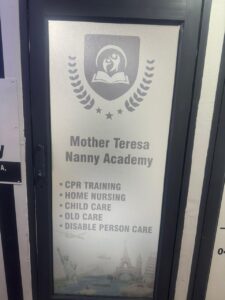 Mother Teresa
Nanny Academy
• CPR TRAINING
• HOME NURSING
• CHILD CARE
• OLD CARE
• DISABLE PERSON CARE